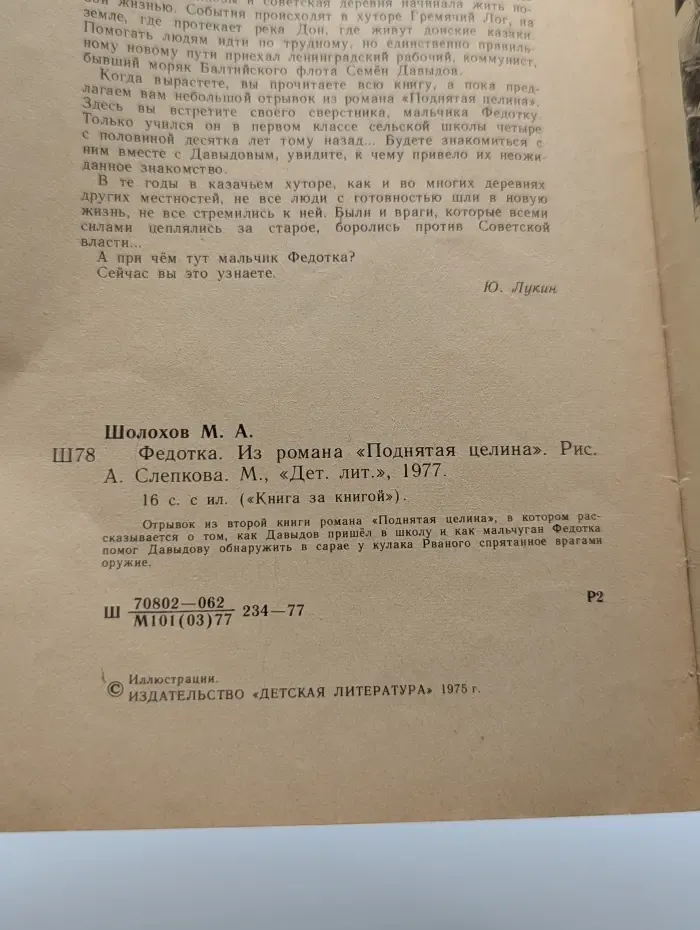 и советская деревня начинала жить но-
вой жизнью. События происходят в хуторе Гремячий Лог, на
земле, где протекает река Дон, где живут донские казаки.
Помогать людям идти по трудному, но единственно правиль-
ному новому пути приехал ленинградский рабочий, коммунист,
бывший моряк Балтийского флота Семён Давыдов.
Когда вырастете, вы прочитаете всю книгу, а пока пред-
лагаем вам небольшой отрывок из романа «Поднятая целина».
Здесь вы встретите своего сверстника, мальчика Федотку.
Только учился он в первом классе сельской школы четыре
с половиной десятка лет тому назад... Будете знакомиться с
ним вместе с Давыдовым, увидите, к чему привело их неожи-
данное знакомство.
В те годы в казачьем хуторе, как и во многих деревнях
других местностей, не все люди с готовностью шли в новую
жизнь, не все стремились к ней. Были и враги, которые всеми
силами цеплялись за старое, боролись против Советской
власти...
А при чём тут мальчик Федотка?
Сейчас вы это узнаете.
Ю. Лукин
Шолохов М. А.
Ш78 Федотка. Из романа «Поднятая целина». Рис.
А. Слепкова. М., «Дет. лит.», 1977.
16 с. с ил. («Книга за книгой»).
Отрывок из второй книги романа «Поднятая целина», в котором рас-
сказывается о том, как Давыдов пришёл в школу и как мальчуган Федотка
помог Давыдову обнаружить в сарае у кулака Рваного спрятанное врагами
оружие.
Ш 70802—062 234—77 Р2
М101(03)77
© Иллюстрации.
ИЗДАТЕЛЬСТВО «ДЕТСКАЯ ЛИТЕРАТУРА» 1975 г.